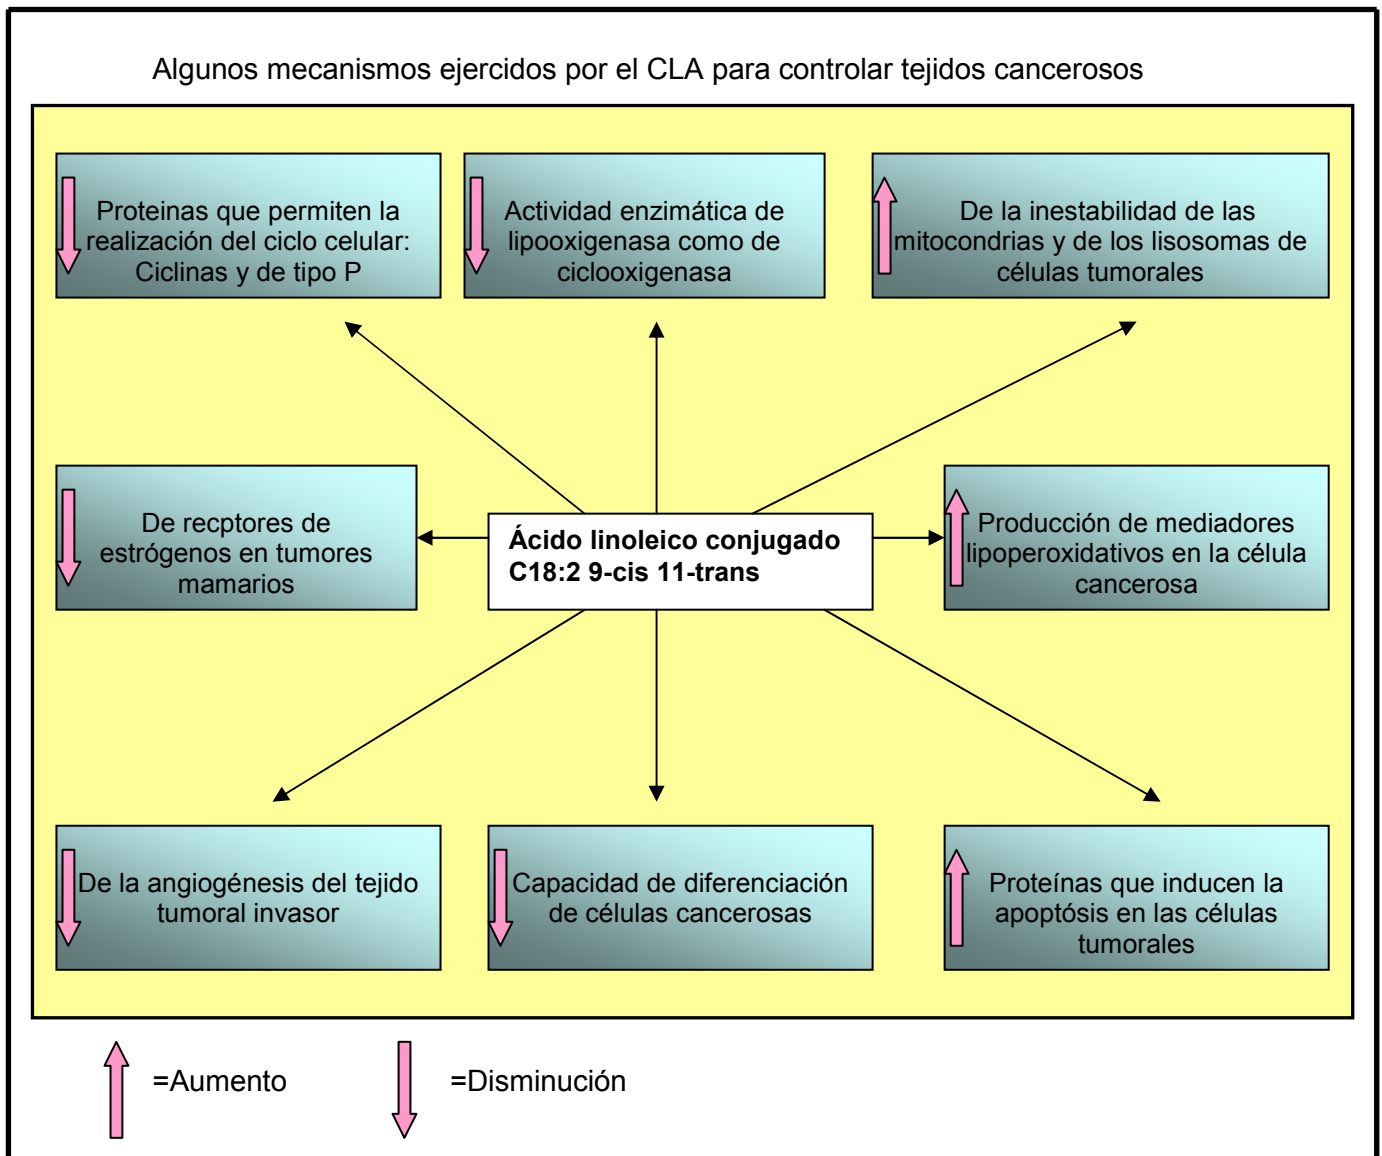 Algunos mecanismos ejercidos por el CLA para controlar tejidos cancerosos
Proteinas que permiten la
realización del ciclo celular:
Ciclinas y de tipo P
Actividad enzimática de
lipooxigenasa como de
ciclooxigenasa
De la inestabilidad de las
mitocondrias y de los lisosomas de
células tumorales
De recptores de
estrógenos en tumores
mamarios
Ácido linoleico conjugado
C18:2 9-cis 11-trans
Producción de mediadores
lipoperoxidativos en la célula
cancerosa
De la angiogénesis del tejido
tumoral invasor
Capacidad de diferenciación
de células cancerosas
Proteínas que inducen la
apoptósis en las células
tumorales
=Aumento
=Disminución